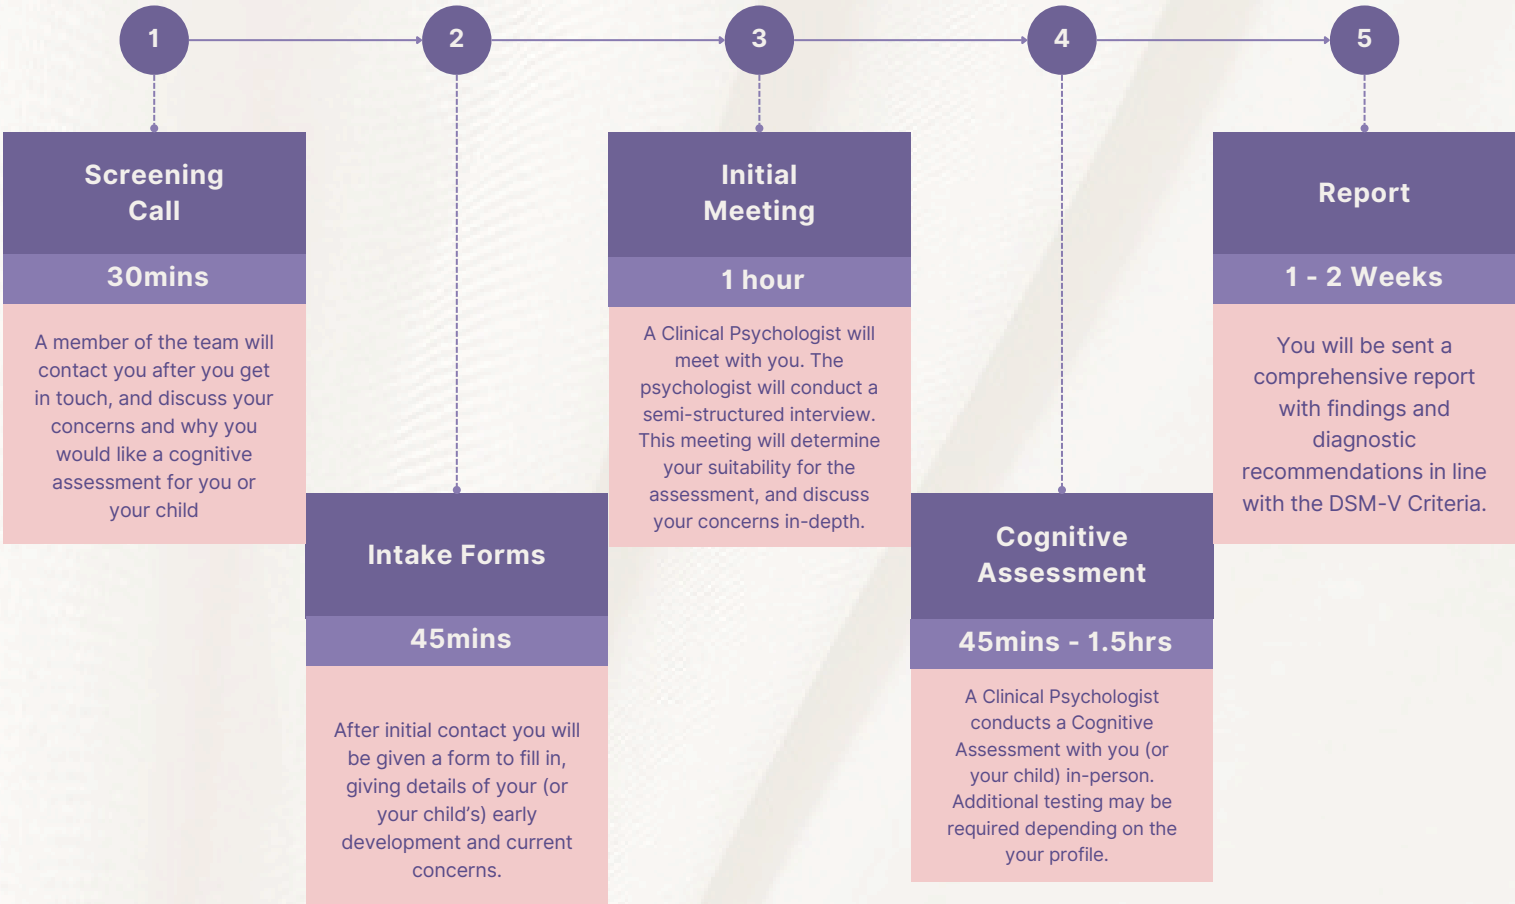 1
2
3
4
5
Screening
Call
30mins
A member of the team will
contact you after you get
in touch, and discuss your
concerns and why you
would like a cognitive
assessment for you or
your child
Intake Forms
45mins
After initial contact you will
be given a form to fill in,
giving details of your (or
your child's) early
development and current
concerns.
Initial
Meeting
1 hour
A Clinical Psychologist will
meet with you. The
psychologist will conduct a
semi-structured interview.
This meeting will determine
your suitability for the
assessment, and discuss
your concerns in-depth.
Cognitive
Assessment
45mins - 1.5hrs
A Clinical Psychologist
conducts a Cognitive
Assessment with you (or
your child) in-person.
Additional testing may be
required depending on the
your profile.
Report
1 - 2 Weeks
You will be sent a
comprehensive report
with findings and
diagnostic
recommendations in line
with the DSM-V Criteria.